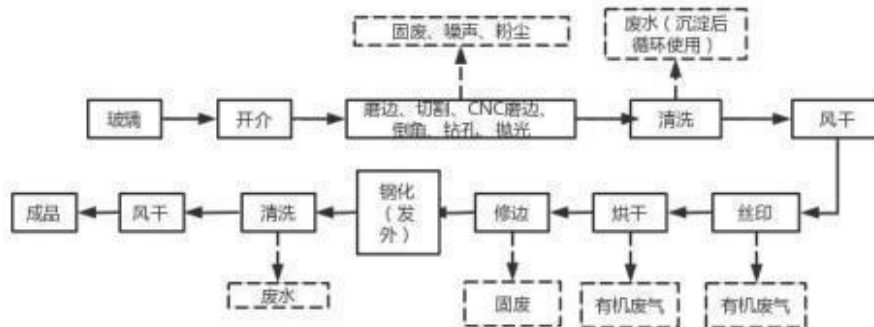 固废、噪声、粉尘
废水（沉淀后
循环使用）
玻璃
开介
磨边、切割、CNC磨边、
倒角、钻孔、抛光
清洗
风干
成品
风干
清洗
钢化
（发
外）
修边
烘干
丝印
废水
固废
有机废气
有机废气